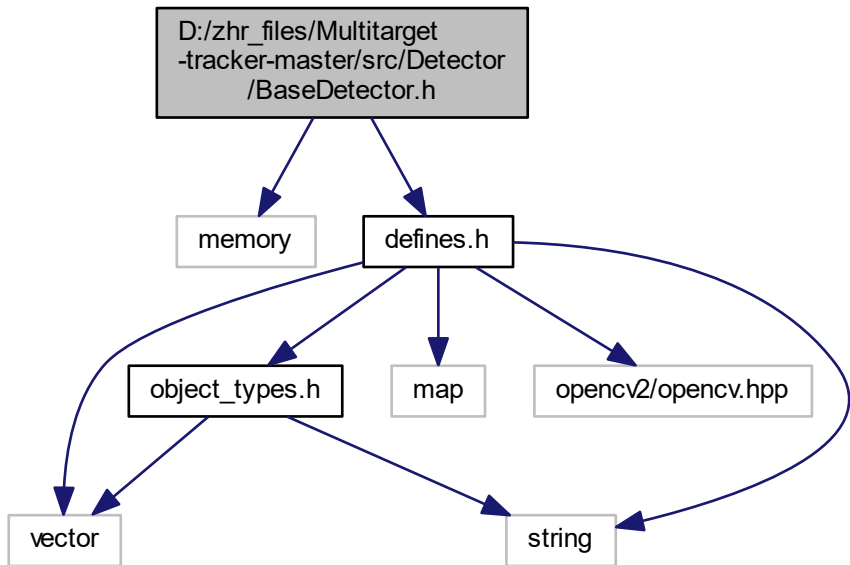 D:/zhr_files/Multitarget
-tracker-master/src/Detector
/BaseDetector.h
memory
defines.h
object_types.h
map
opencv2/opencv.hpp
vector
string